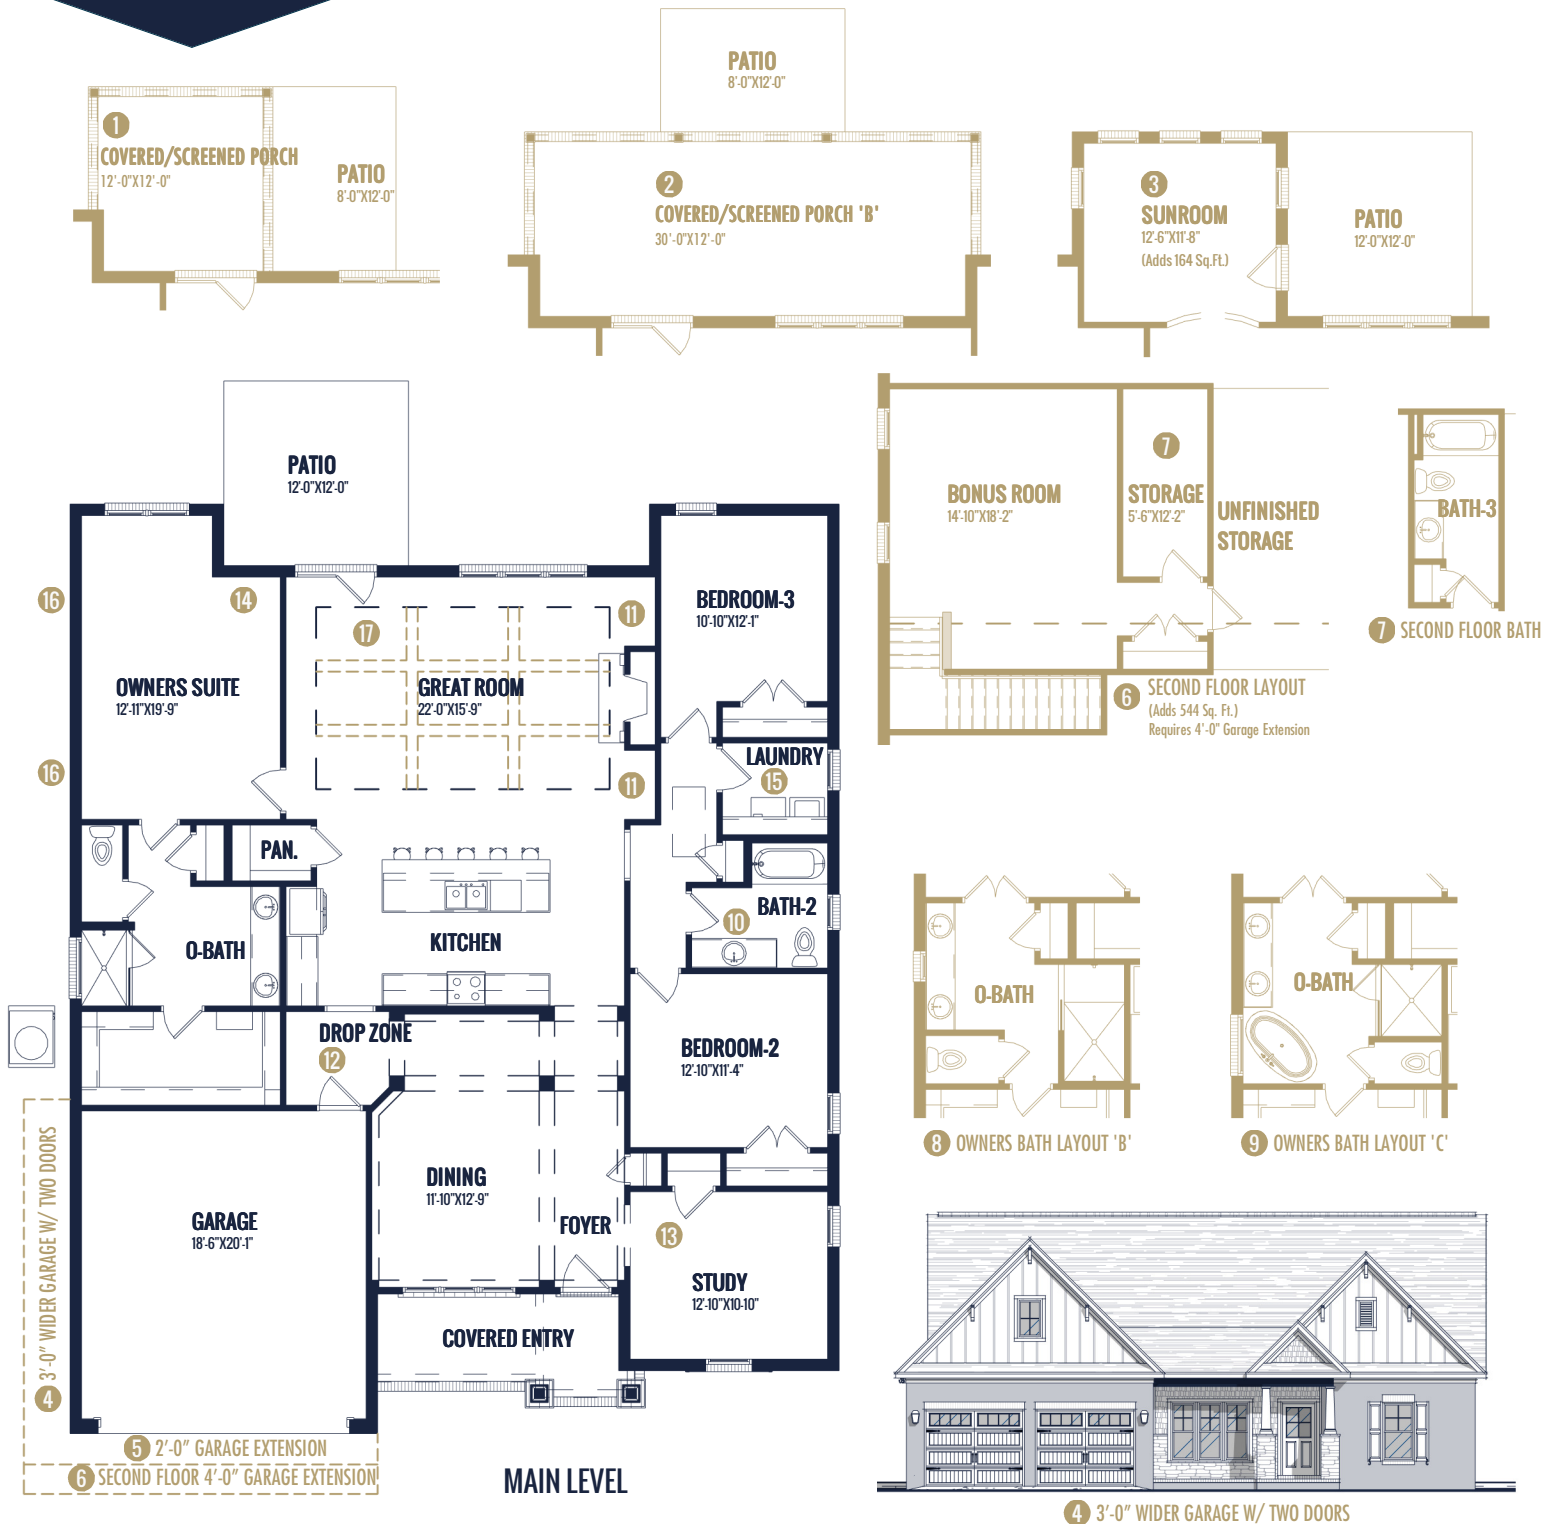 PATIO
8'-0"X12'-0"
1
COVERED/SCREENED PORCH
12'-0"X12'-0"
PATIO
8'-0"X12'-0"
2
COVERED/SCREENED PORCH 'B'
30'-0"X12'-0"
3
SUNROOM
12'-6"X11'-8"
(Adds 164 Sq.Ft.)
PATIO
12'-0"X12'-0"
PATIO
12'-0"X12'-0"
BONUS ROOM
14'-10"X18'-2"
7
STORAGE
5'-6"X12'-2"
UNFINISHED
STORAGE
BATH-3
7 SECOND FLOOR BATH
6 SECOND FLOOR LAYOUT
(Adds 544 Sq. Ft.)
Requires 4'-0" Garage Extension
16
14
17
11
BEDROOM-3
10'-10"X12'-1"
OWNERS SUITE
12'-11"X19'-9"
GREAT ROOM
22'-0"X15'-9"
16
11
LAUNDRY
15
PAN.
BATH-2
10
O-BATH
KITCHEN
DROP ZONE
12
BEDROOM-2
12'-10"X11'-4"
DINING
11'-10"X12'-9"
FOYER
13
GARAGE
18'-6"X20'-1"
STUDY
12'-10"X10'-10"
COVERED ENTRY
4 3'-0" WIDER GARAGE W/ TWO DOORS
5 2'-0" GARAGE EXTENSION
6 SECOND FLOOR 4'-0" GARAGE EXTENSION
MAIN LEVEL
O-BATH
8 OWNERS BATH LAYOUT 'B'
O-BATH
9 OWNERS BATH LAYOUT 'C'
4 3'-0" WIDER GARAGE W/ TWO DOORS